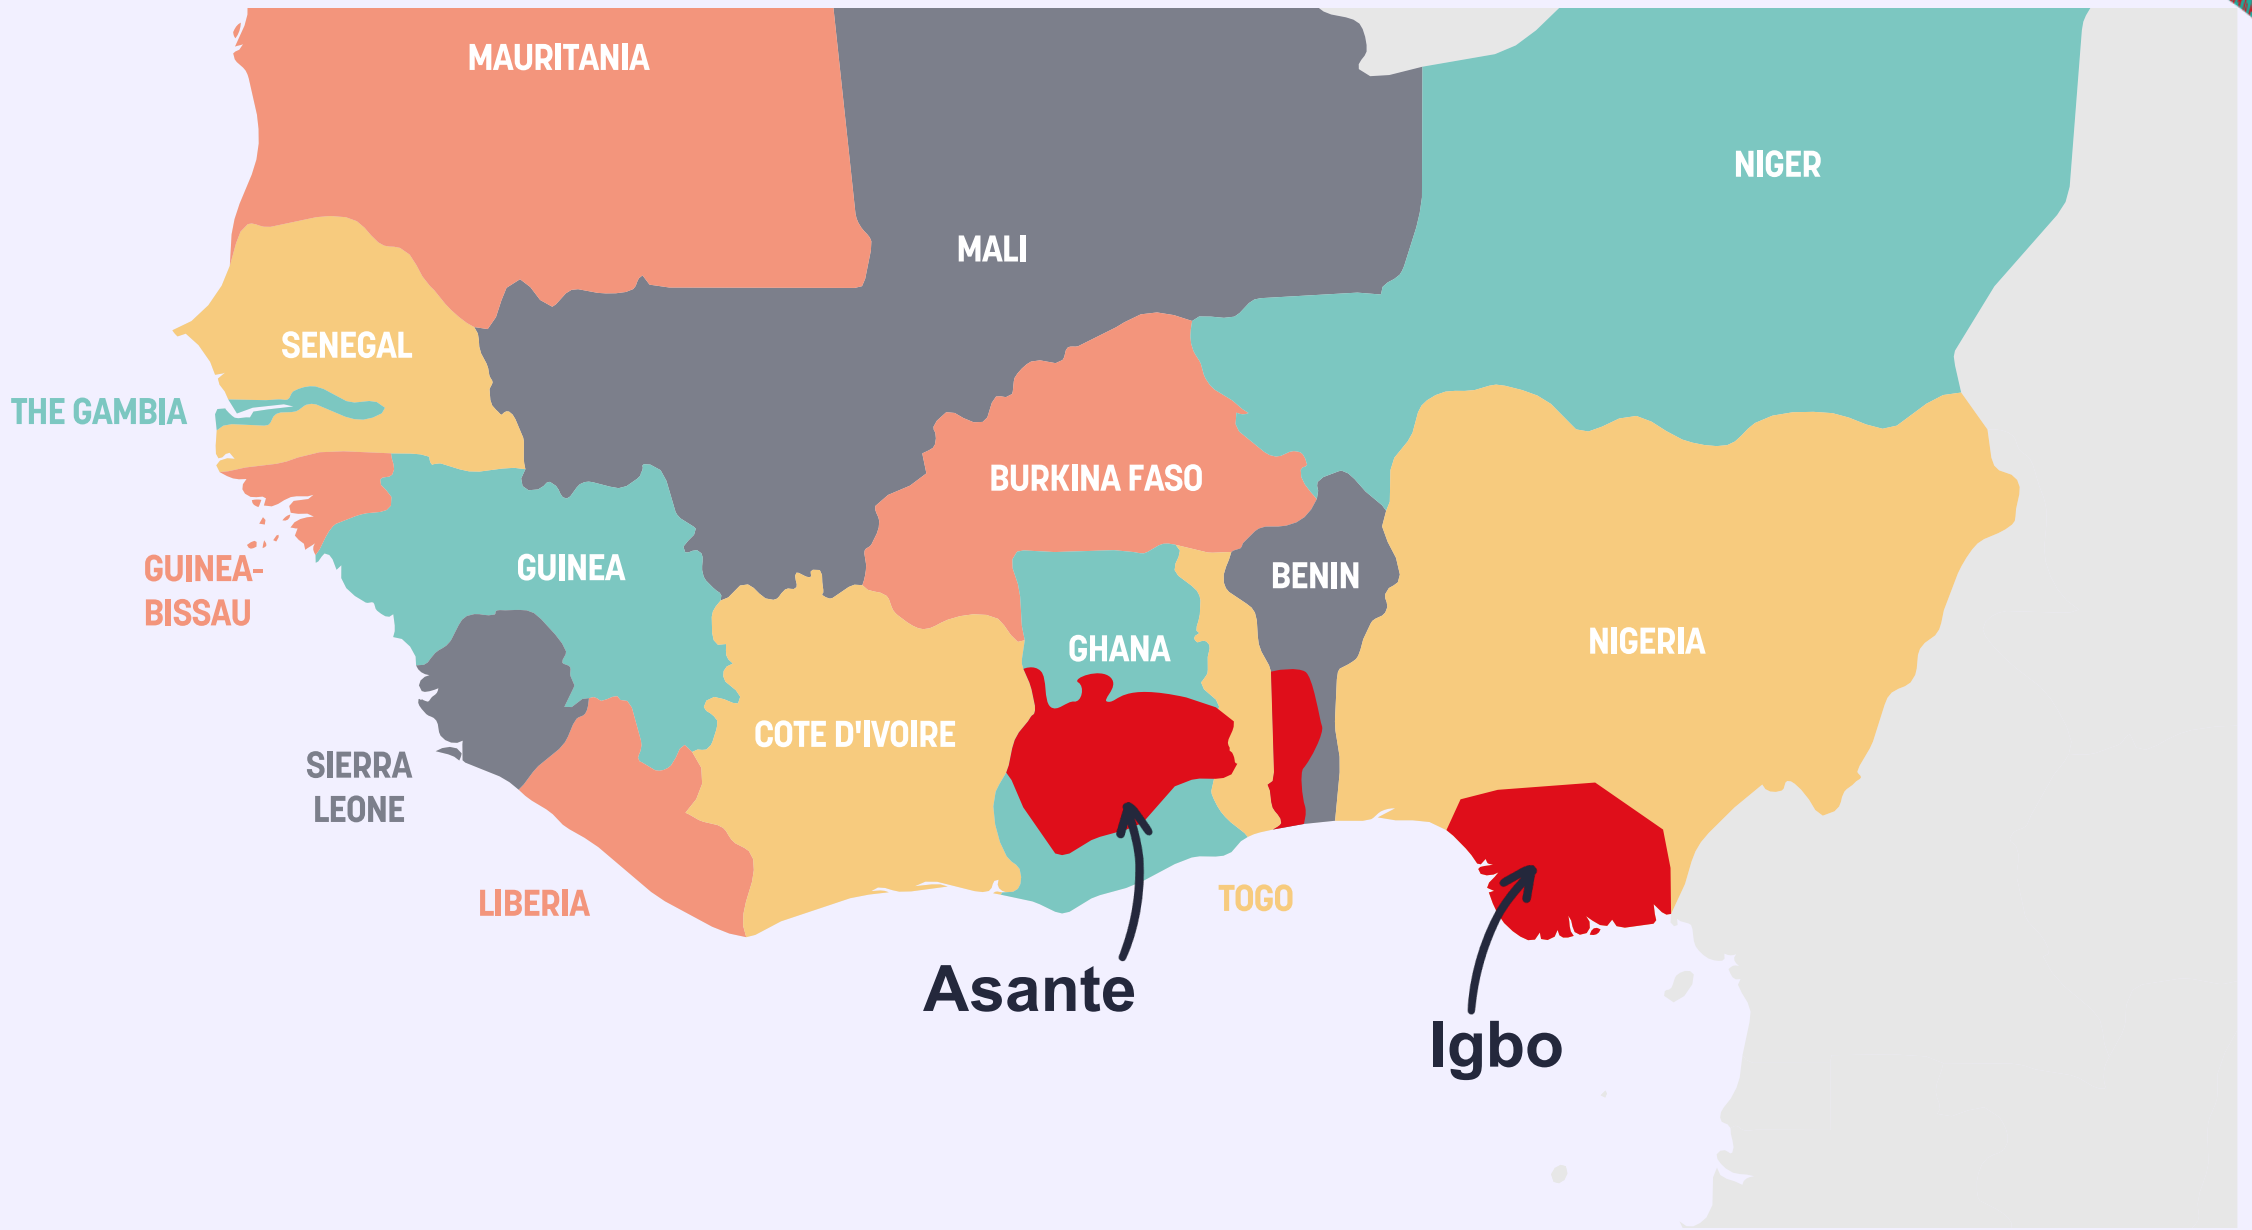 MAURITANIA
NIGER
MALI
SENEGAL
THE GAMBIA
BURKINA FASO
GUINEA-
BISSAU
GUINEA
BENIN
GHANA
NIGERIA
COTE D'IVOIRE
SIERRA
LEONE
LIBERIA
TOGO
Asante
Igbo